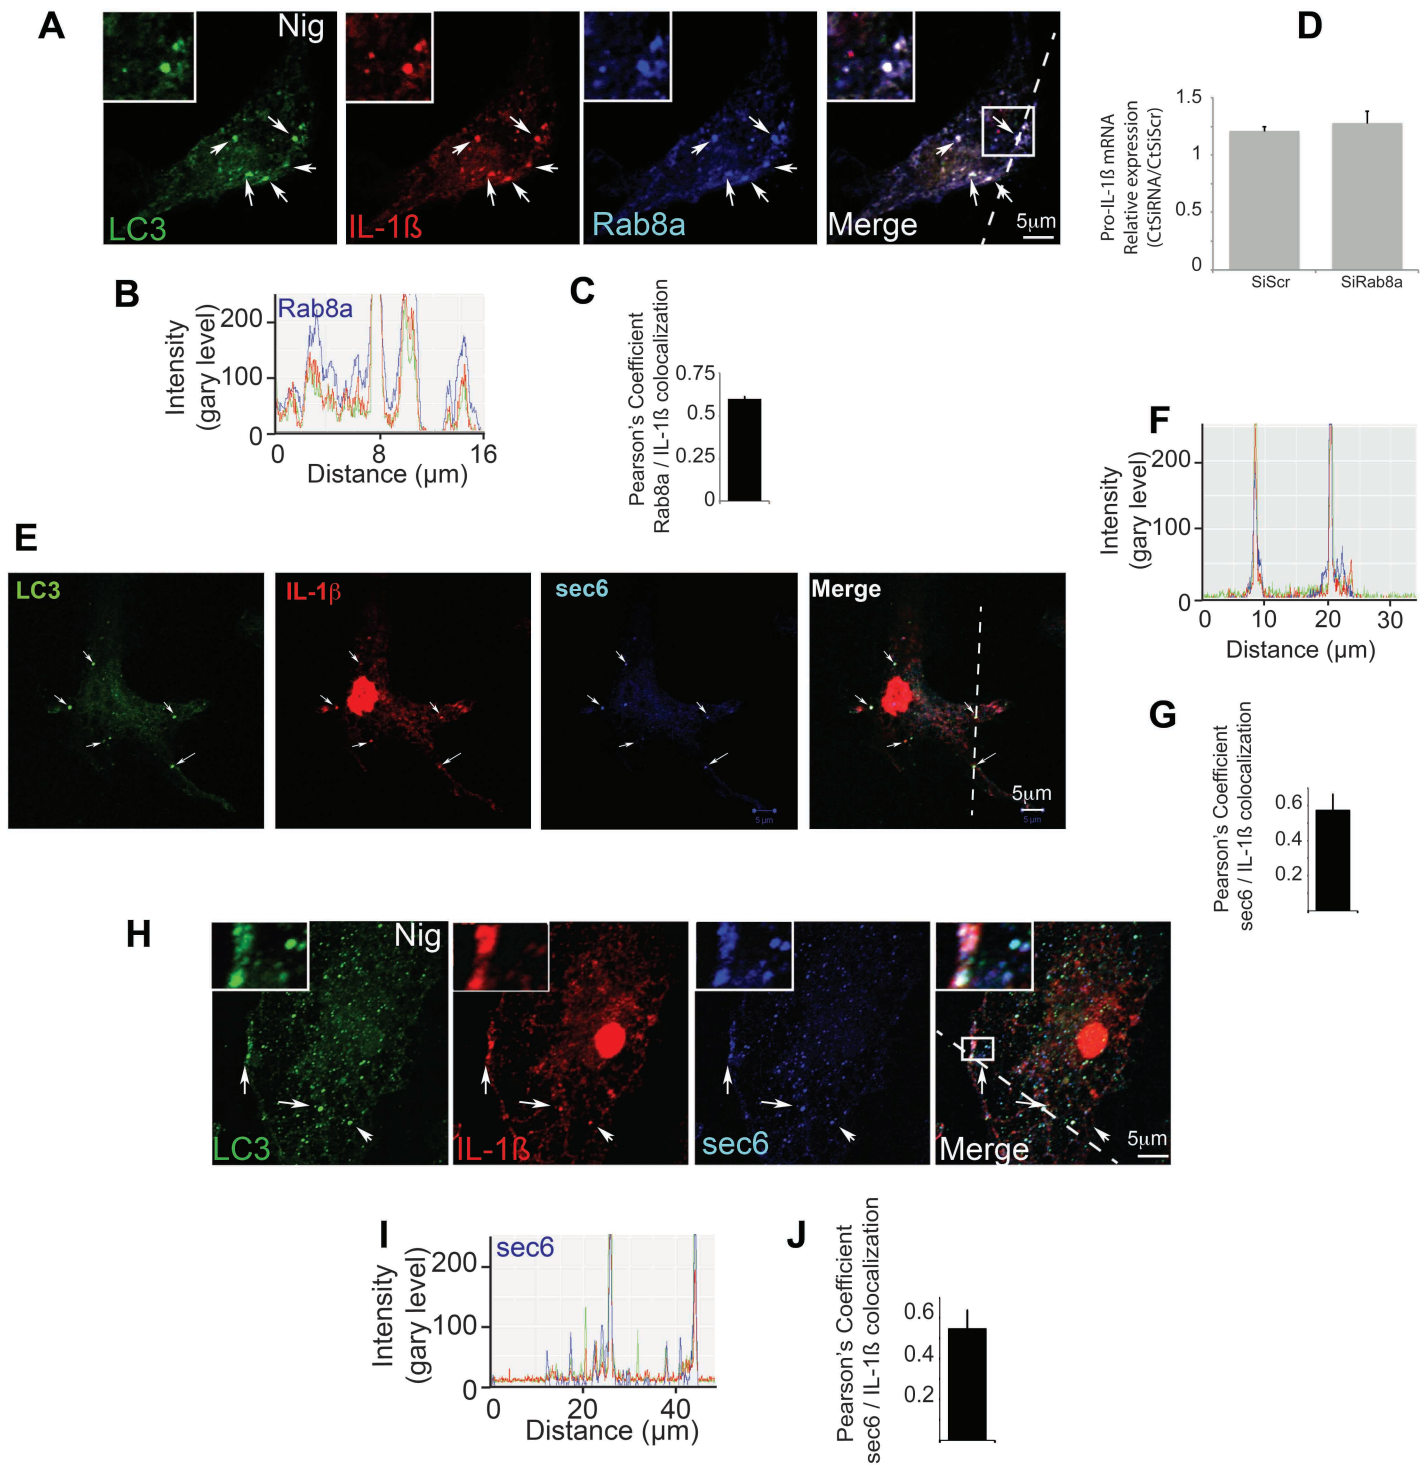 A
Nig
LC3
IL-1ß
Rab8a
Merge
5µm
D
Pro-IL-1ß mRNA
Relative expression
(CtSiRNA/CtSiScr)
1.5
1
0.5
0
SiScr
SiRab8a
B
Intensity
(gary level)
Rab8a
200
100
0
0
8
16
Distance (µm)
C
Pearson's Coefficient
Rab8a / IL-1ß colocalization
0.75
0.5
0.25
0
E
LC3
IL-1β
sec6
5 µm
Merge
5µm
5 µm
F
Intensity
(gary level)
200
100
0
0
10
20
30
Distance (µm)
G
Pearson's Coefficient
sec6 / IL-1ß colocalization
0.6
0.4
0.2
H
Nig
LC3
IL-1ß
sec6
Merge
5µm
I
Intensity
(gary level)
sec6
200
100
0
0
20
40
Distance (µm)
J
Pearson's Coefficient
sec6 / IL-1ß colocalization
0.6
0.4
0.2